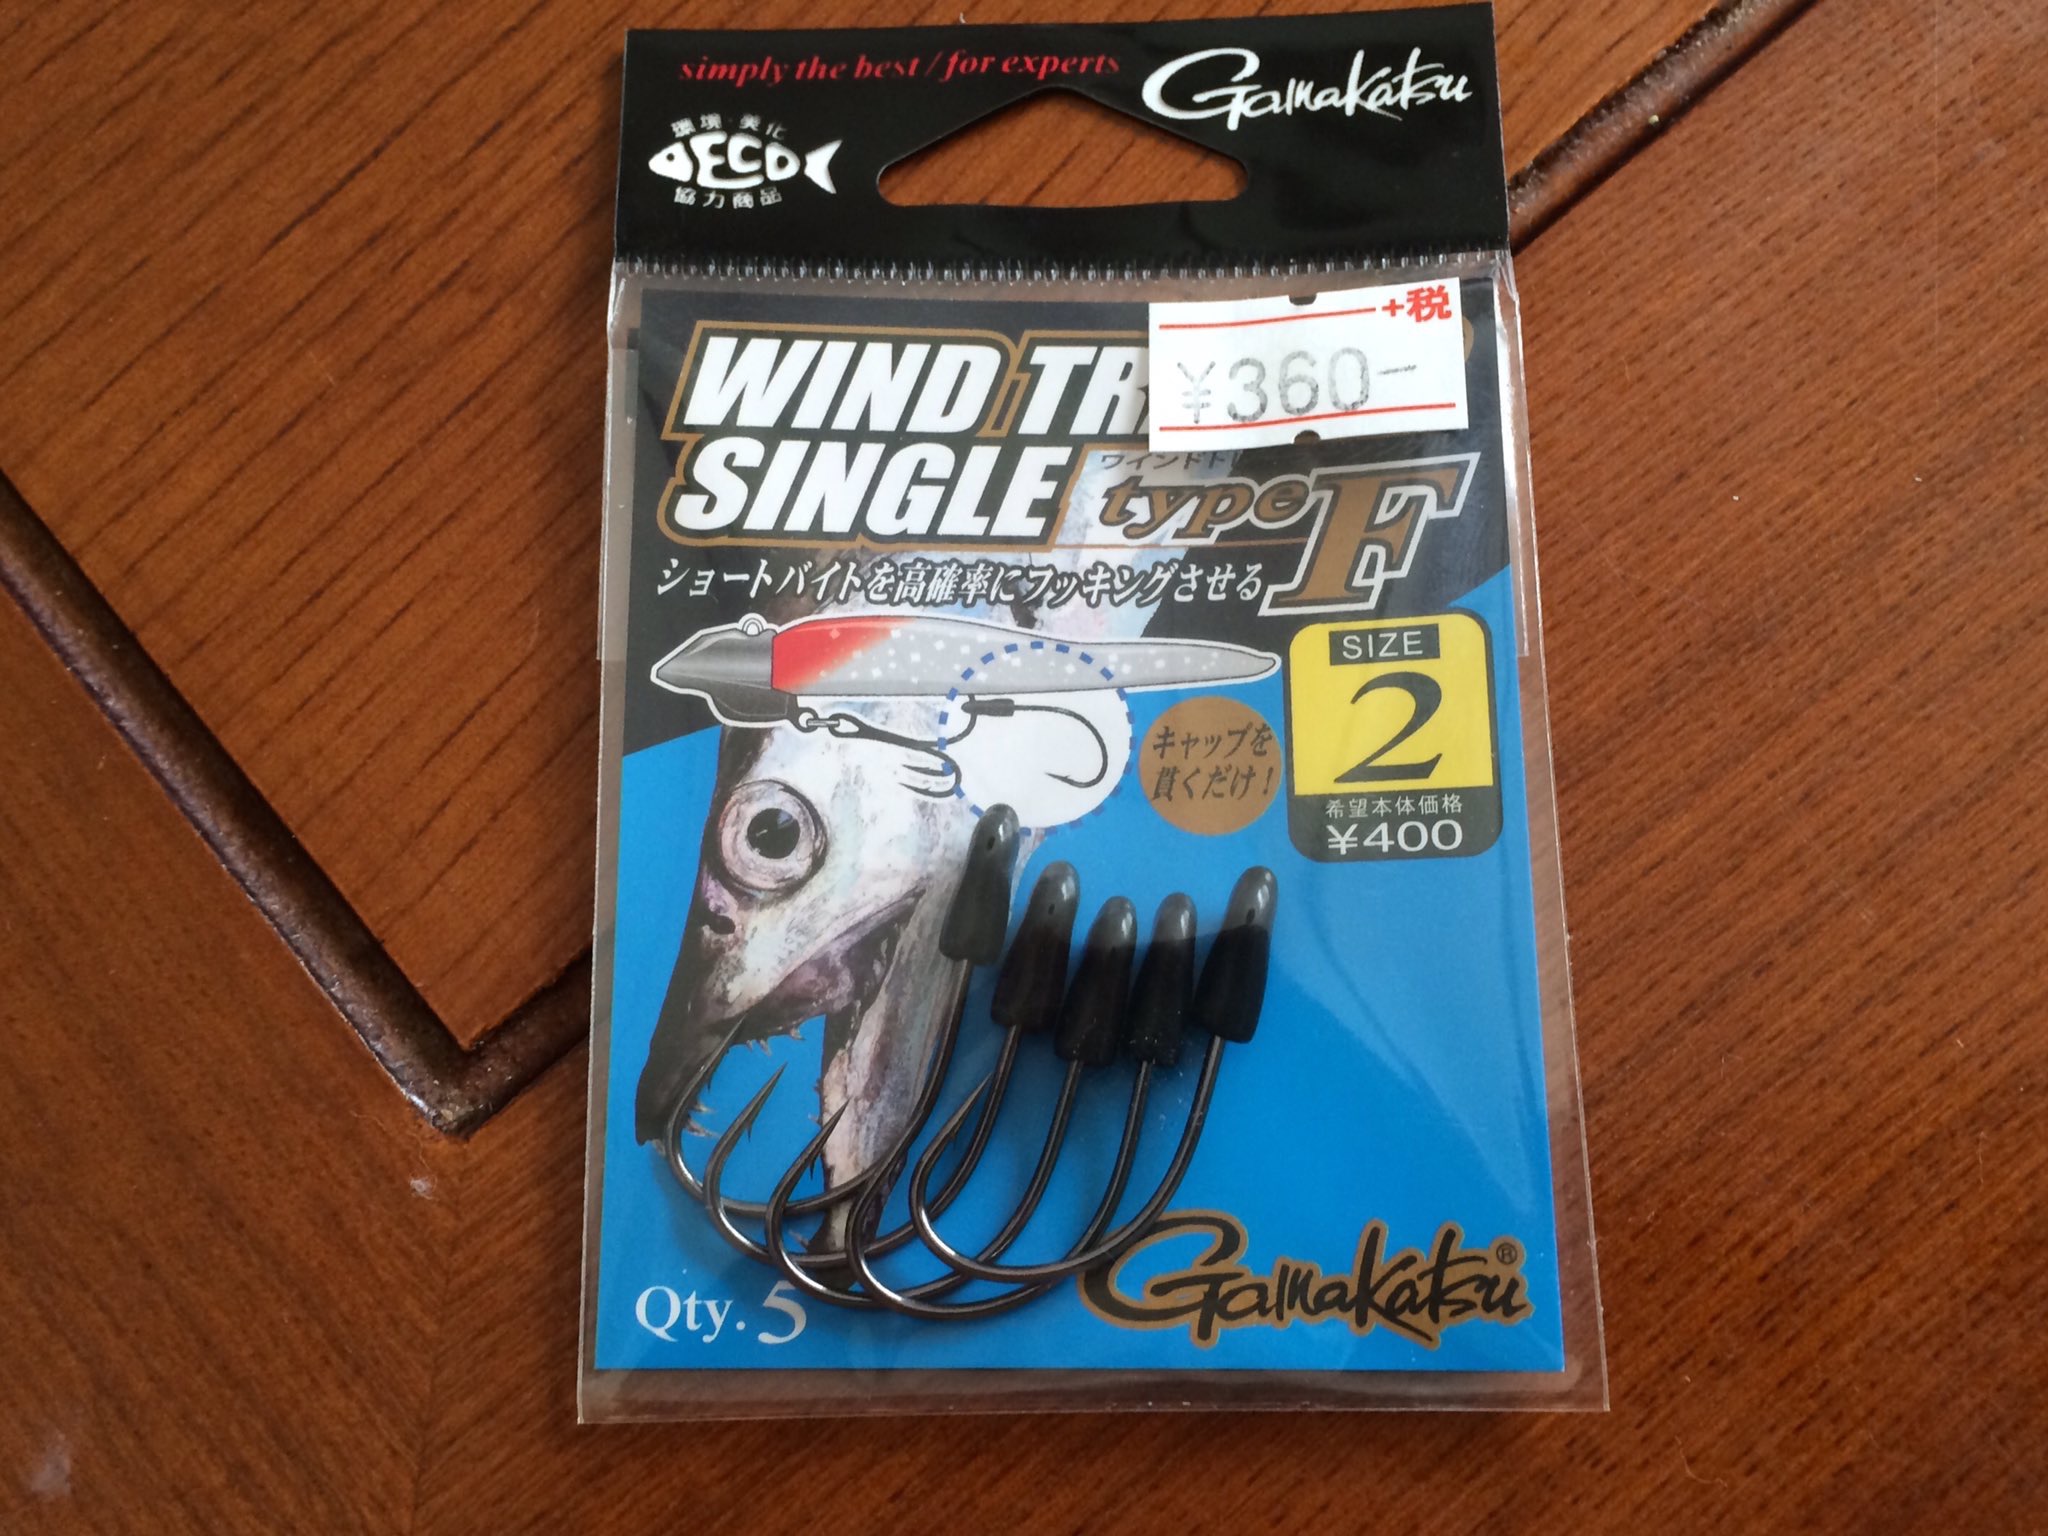 simply the best / for experts
Gamakatsu
環境・美化
ECO
協力商品
+税
¥360-
WIND
SINGLE
type F
ショートバイトを高確率にフッキングさせる
SIZE
2
希望本体価格
¥400
キャップを
貫くだけ!
Qty. 5
Gamakatsu®